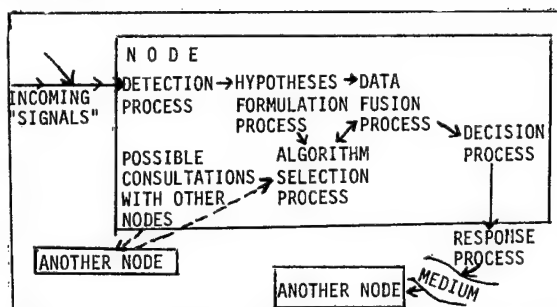 NODE
INCOMING
"SIGNALS"
DETECTION
PROCESS
HYPOTHESES
FORMULATION
PROCESS
DATA
FUSION
PROCESS
ALGORITHM
SELECTION
PROCESS
DECISION
PROCESS
POSSIBLE
CONSULTATIONS
WITH OTHER
NODES
ANOTHER NODE
RESPONSE
PROCESS
MEDIUM
ANOTHER NODE